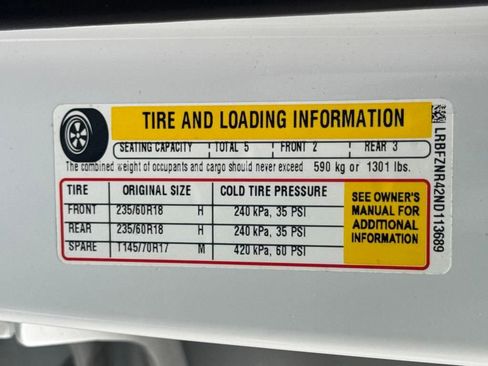 TIRE AND LOADING INFORMATION
SEATING CAPACITY TOTAL 5 FRONT 2 REAR 3
The combined weight of occupants and cargo should never exceed 590 kg or 1301 lbs.
TIRE ORIGINAL SIZE COLD TIRE PRESSURE
FRONT 235/60R18 H 240 kPa, 35 PSI
REAR 235/60R18 H 240 kPa, 35 PSI
SPARE T145/70R17 M 420 kPa, 60 PSI
SEE OWNER'S
MANUAL FOR
ADDITIONAL
INFORMATION
LRBFZNR42ND113689